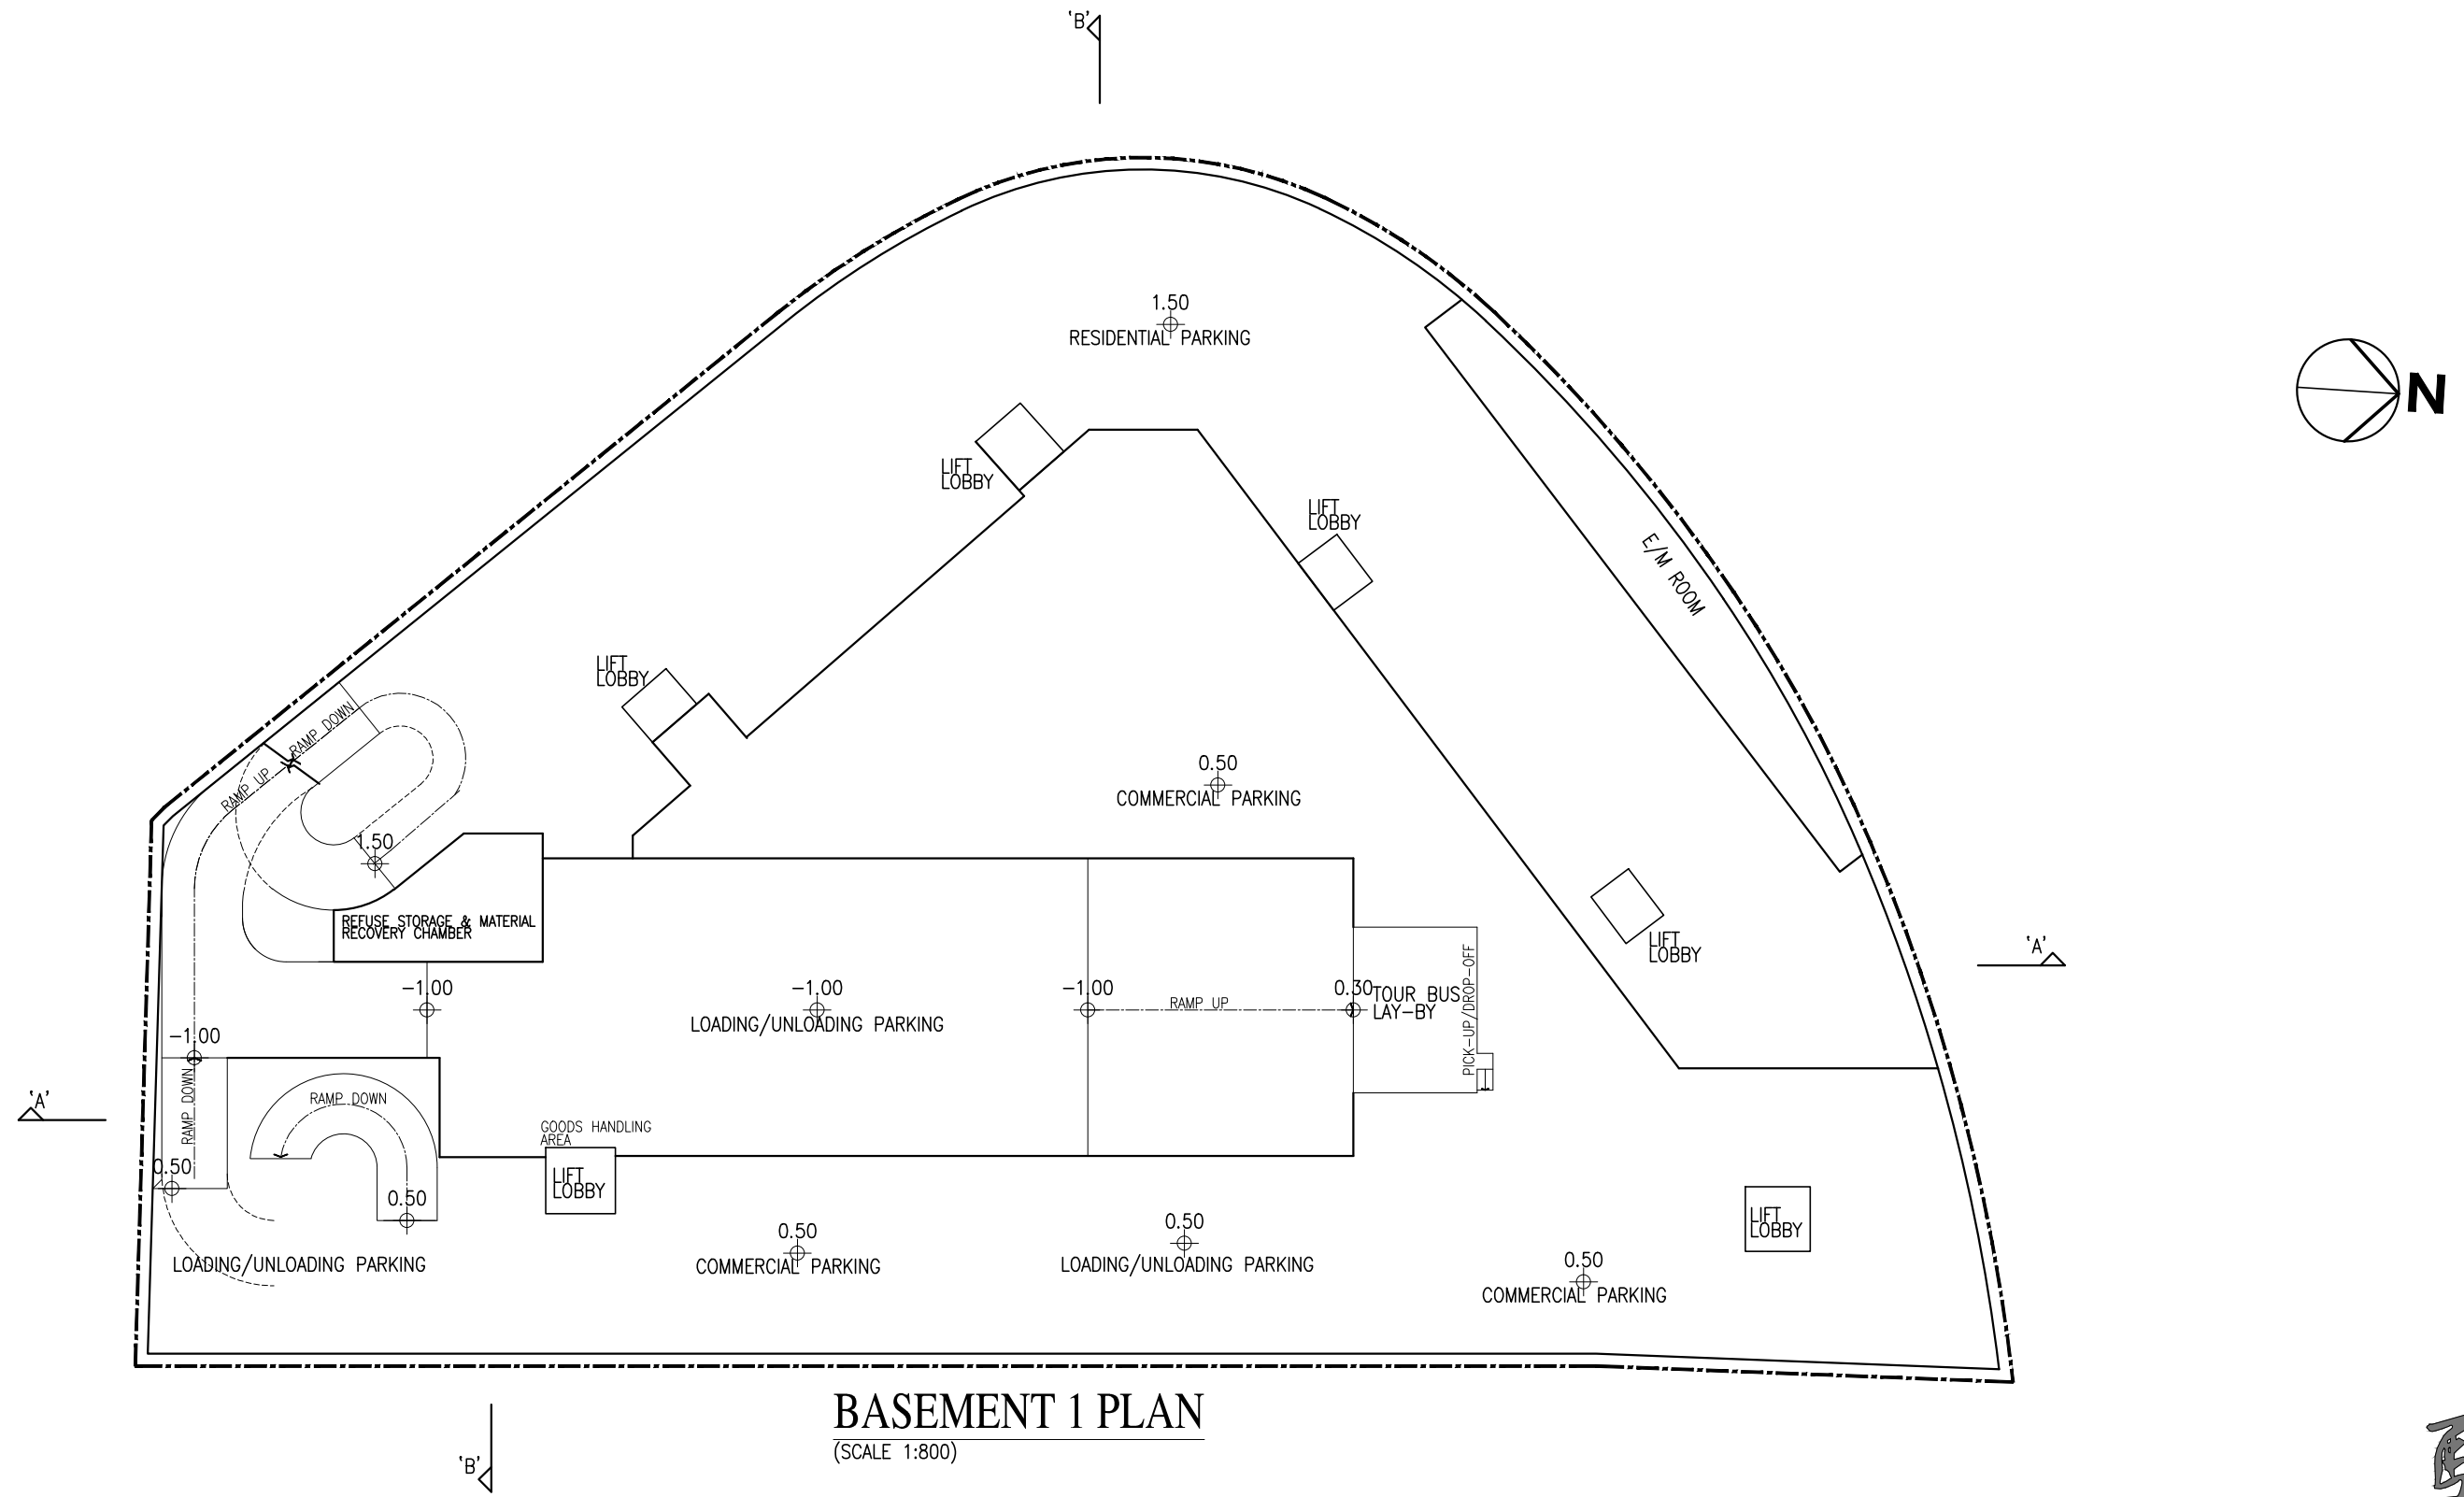 'B'
1.50
RESIDENTIAL PARKING
N
LIFT
LOBBY
LIFT
LOBBY
E/M ROOM
LIFT
LOBBY
RAMP DOWN
RAMP UP
0.50
COMMERCIAL PARKING
1.50
REFUSE STORAGE & MATERIAL
RECOVERY CHAMBER
LIFT
LOBBY
'A'
-1.00
-1.00
LOADING/UNLOADING PARKING
-1.00
RAMP UP
0.30
TOUR BUS
LAY-BY
PICK-UP/DROP-OFF
-1.00
RAMP DOWN
RAMP DOWN
'A'
GOODS HANDLING
AREA
LIFT
LOBBY
0.50
0.50
LOADING/UNLOADING PARKING
0.50
COMMERCIAL PARKING
0.50
LOADING/UNLOADING PARKING
LIFT
LOBBY
0.50
COMMERCIAL PARKING
BASEMENT 1 PLAN
(SCALE 1:800)
'B'